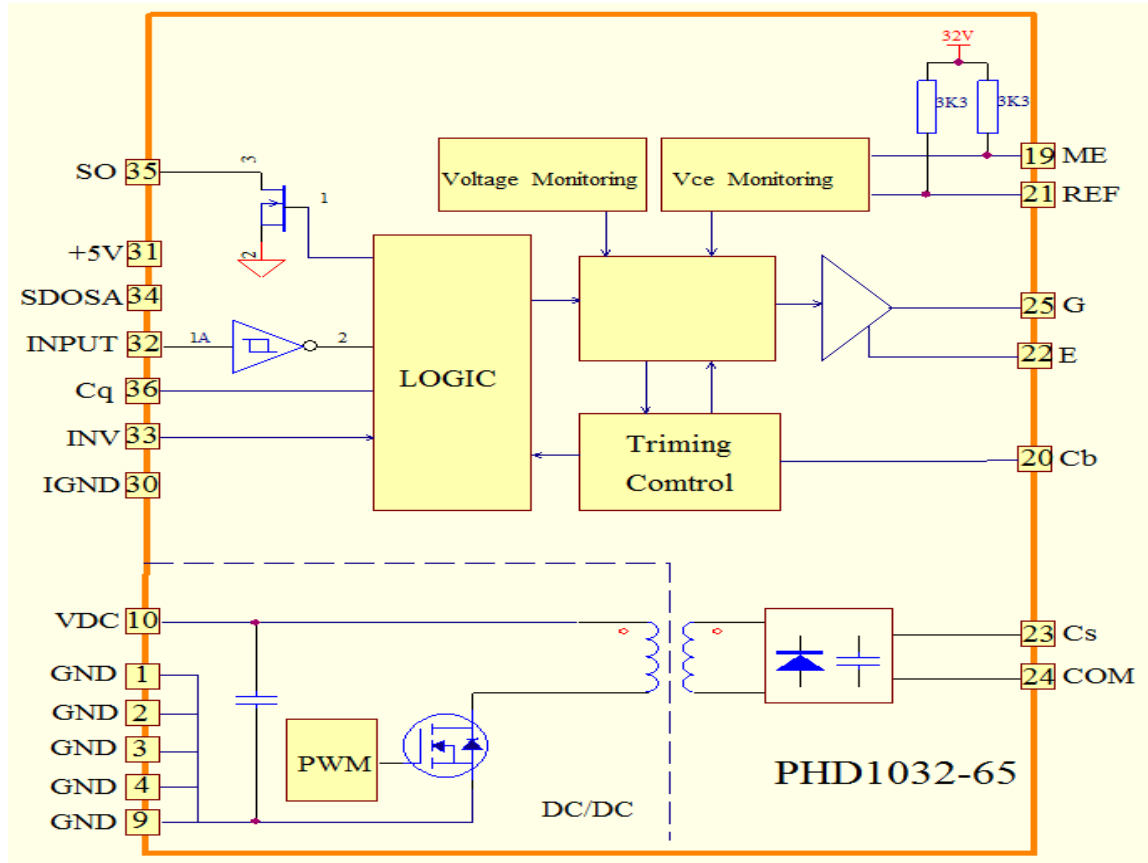 32V
3K3
3K3
SO 35
3
1
2
Voltage Monitoring
Vce Monitoring
19 ME
21 REF
+5V 31
SDOSA 34
INPUT 32
1A
2
Cq 36
INV 33
IGND 30
LOGIC
25 G
22 E
Triming
Comtrol
20 Cb
VDC 10
GND 1
GND 2
GND 3
GND 4
GND 9
PWM
DC/DC
23 Cs
24 COM
PHD1032-65